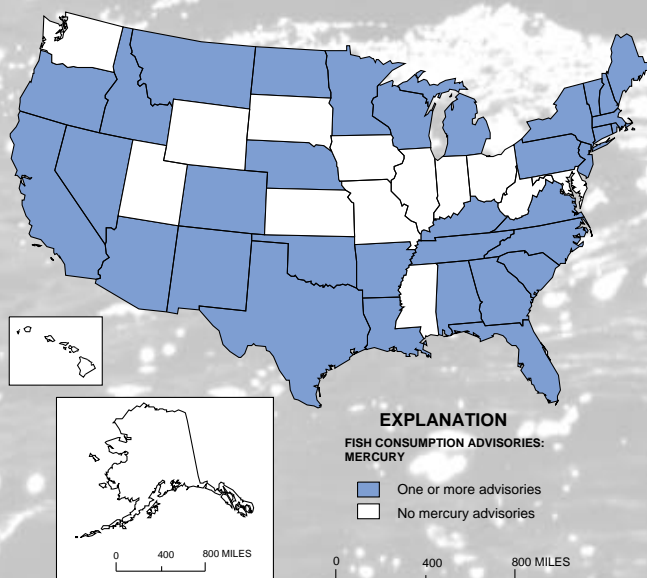 EXPLANATION
FISH CONSUMPTION ADVISORIES:
MERCURY
One or more advisories
No mercury advisories
0 400 800 MILES
0 400 800 MILES